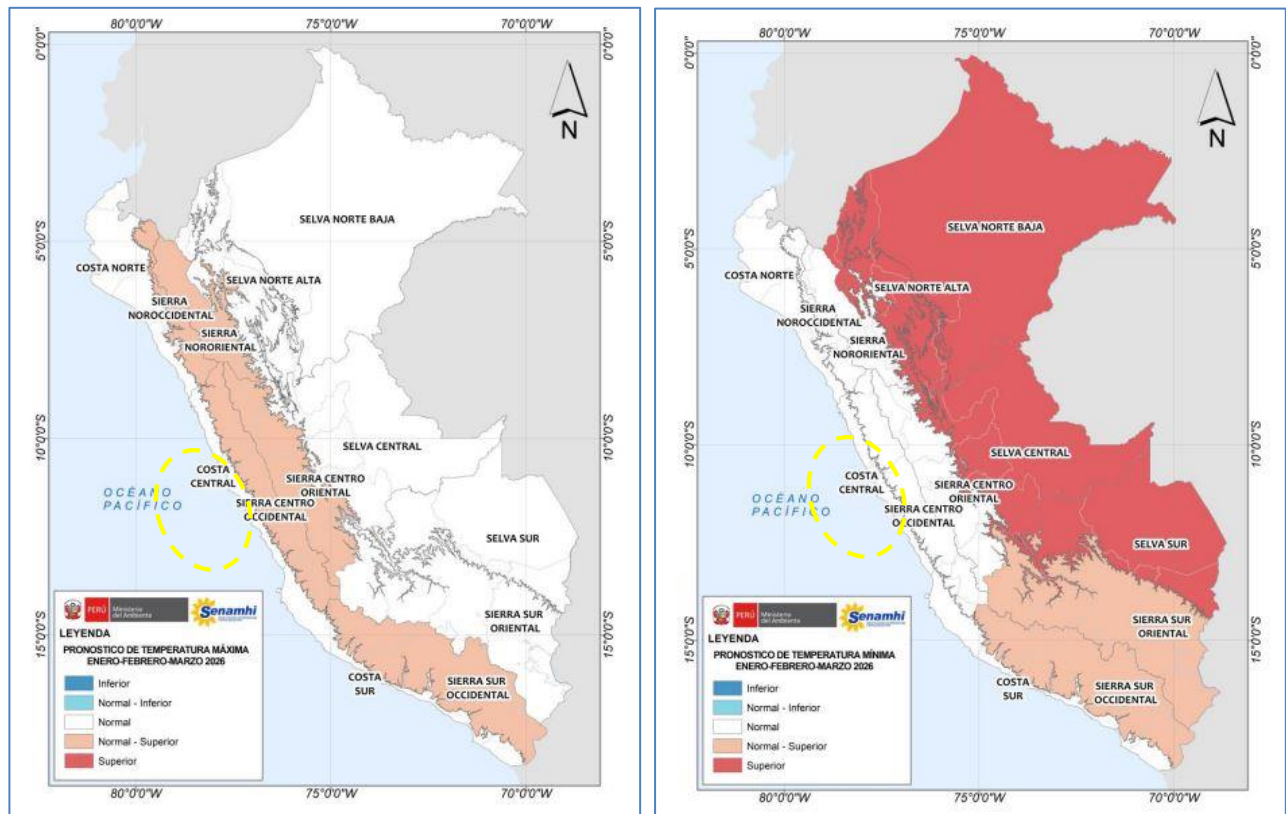 80°0'0"W
75°0'0"W
70°0'0"W
0°0'0"
5°0'0"S
10°0'0"S
15°0'0"S
0°0'0"
5°0'0"S
10°0'0"S
15°0'0"S
N
SELVA NORTE BAJA
COSTA NORTE
SELVA NORTE ALTA
SIERRA
NOROCCIDENTAL
SIERRA
NORORIENTAL
SELVA CENTRAL
COSTA
CENTRAL
SIERRA CENTRO
ORIENTAL
OCÉANO
PACÍFICO
SIERRA CENTRO
OCCIDENTAL
SELVA SUR
SIERRA SUR
ORIENTAL
COSTA
SUR
SIERRA SUR
OCCIDENTAL
PERÚ
Ministerio
del Ambiente
Senamhi
LEYENDA
PRONOSTICO DE TEMPERATURA MÁXIMA
ENERO-FEBRERO-MARZO 2026
Inferior
Normal - Inferior
Normal
Normal - Superior
Superior
80°0'0"W
75°0'0"W
70°0'0"W
80°0'0"W
75°0'0"W
70°0'0"W
0°0'0"
5°0'0"S
10°0'0"S
15°0'0"S
0°0'0"
5°0'0"S
10°0'0"S
15°0'0"S
N
SELVA NORTE BAJA
COSTA NORTE
SELVA NORTE ALTA
SIERRA
NOROCCIDENTAL
SIERRA
NORORIENTAL
SELVA CENTRAL
COSTA
CENTRAL
SIERRA CENTRO
ORIENTAL
OCÉANO
PACÍFICO
SIERRA CENTRO
OCCIDENTAL
SELVA SUR
SIERRA SUR
ORIENTAL
COSTA
SUR
SIERRA SUR
OCCIDENTAL
PERÚ
Ministerio
del Ambiente
Senamhi
LEYENDA
PRONOSTICO DE TEMPERATURA MÍNIMA
ENERO-FEBRERO-MARZO 2026
Inferior
Normal - Inferior
Normal
Normal - Superior
Superior
80°0'0"W
75°0'0"W
70°0'0"W